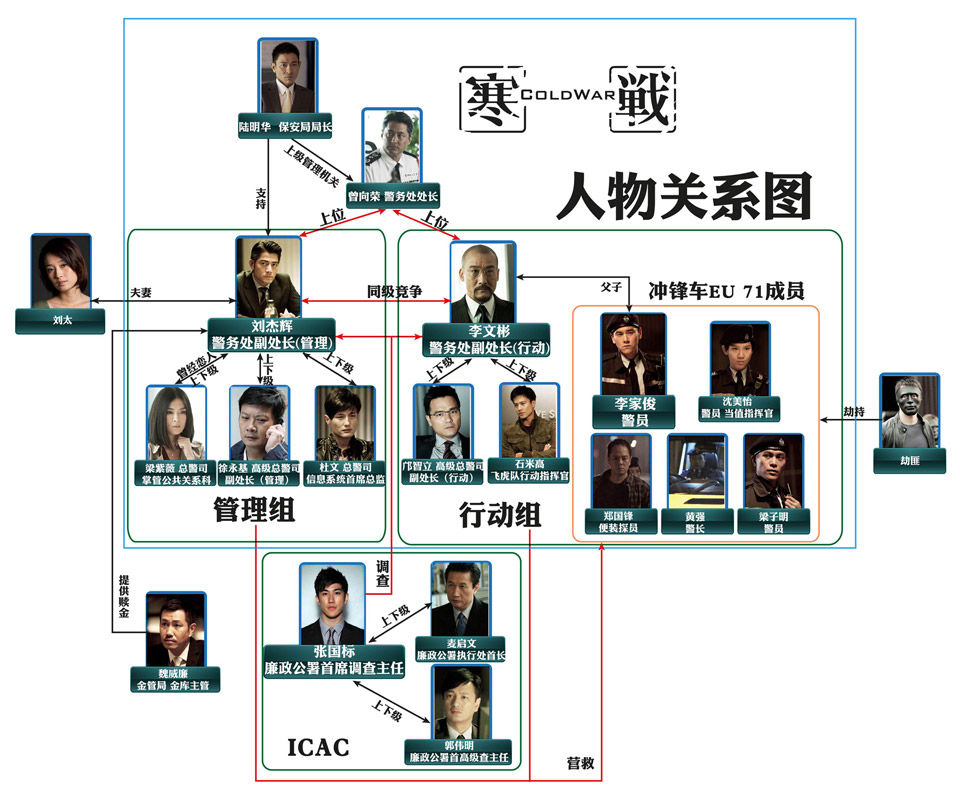 寒 COLDWAR 戦
人物关系图
陆明华 保安局局长
上级管理机关
支持
曾向荣 警务处处长
上位
上位
刘太
夫妻
刘杰辉
警务处副处长(管理)
同级竞争
李文彬
警务处副处长(行动)
父子
冲锋车EU 71成员
曾经恋人
上下级
上下级
上下级
上下级
上下级
梁紫薇 总警司
掌管公共关系科
徐永基 高级总警司
副处长（管理）
杜文 总警司
信息系统首席总监
管理组
邝智立 高级总警司
副处长（行动）
石米高
飞虎队行动指挥官
行动组
李家俊
警员
沈美怡
警员 当值指挥官
郑国锋
便装探员
黄强
警长
梁子明
警员
劫持
劫匪
提供赎金
魏威廉
金管局 金库主管
调查
张国标
廉政公署首席调查主任
上下级
麦启文
廉政公署执行处首长
上下级
郭伟明
廉政公署首高级查主任
ICAC
营救